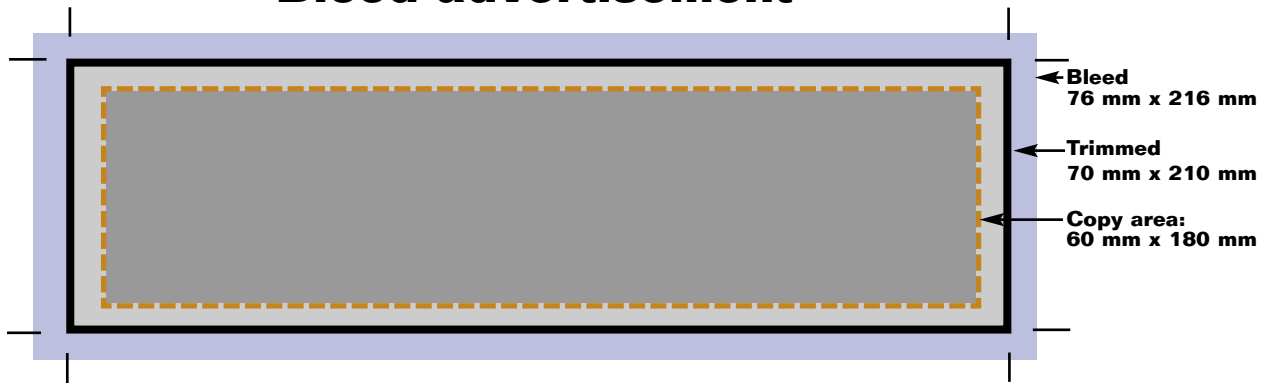 Bleed advertisement
Bleed
76 mm x 216 mm
Trimmed
70 mm x 210 mm
Copy area:
60 mm x 180 mm